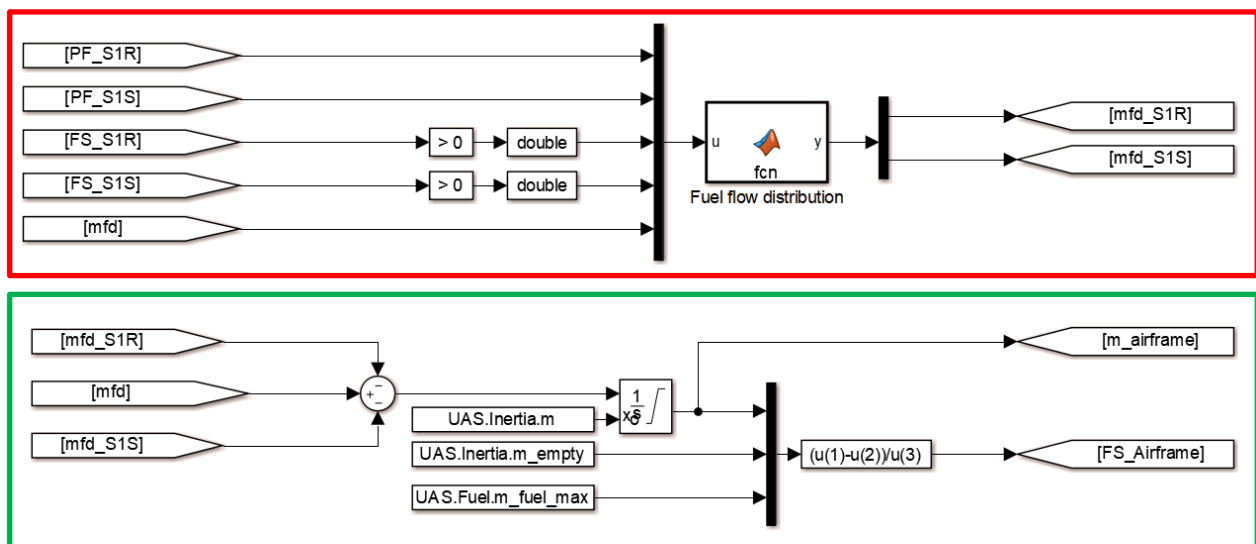 [PF_S1R]
[PF_S1S]
[FS_S1R]
> 0
double
[FS_S1S]
> 0
double
[mfd]
u
y
fcn
Fuel flow distribution
[mfd_S1R]
[mfd_S1S]
[mfd_S1R]
[mfd]
[mfd_S1S]
+
−
−
UAS.Inertia.m
1
s
xo
UAS.Inertia.m_empty
UAS.Fuel.m_fuel_max
(u(1)-u(2))/u(3)
[m_airframe]
[FS_Airframe]